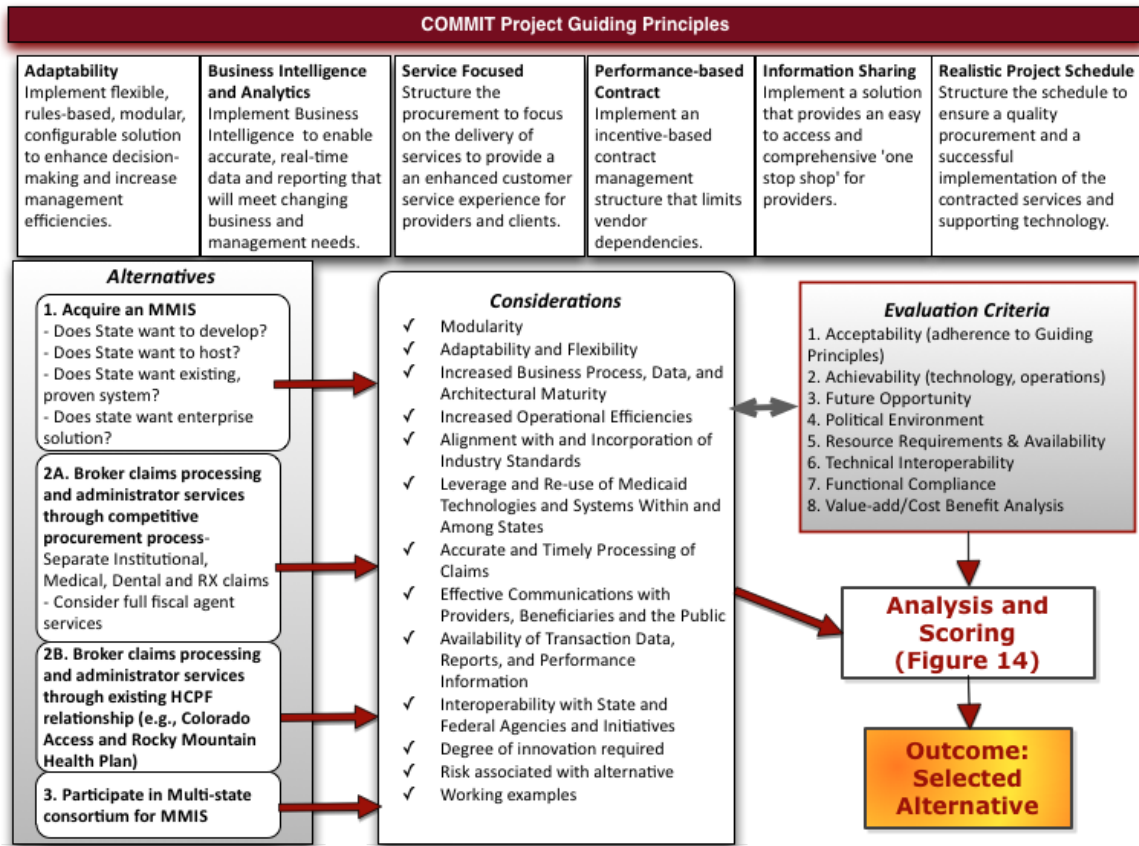 COMMIT Project Guiding Principles
Adaptability
Implement flexible,
rules-based, modular,
configurable solution
to enhance decision-
making and increase
management
efficiencies.
Business Intelligence
and Analytics
Implement Business
Intelligence to enable
accurate, real-time
data and reporting that
will meet changing
business and
management needs.
Service Focused
Structure the
procurement to focus
on the delivery of
services to provide a
an enhanced customer
service experience for
providers and clients.
Performance-based
Contract
Implement an
incentive-based
contract
management
structure that limits
vendor
dependencies.
Information Sharing
Implement a solution
that provides an easy
to access and
comprehensive 'one
stop shop' for
providers.
Realistic Project Schedule
Structure the schedule to
ensure a quality
procurement and a
successful
implementation of the
contracted services and
supporting technology.
Alternatives
1. Acquire an MMIS
- Does State want to develop?
- Does State want to host?
- Does State want existing,
proven system?
- Does state want enterprise
solution?
2A. Broker claims processing
and administrator services
through competitive
procurement process-
Separate Institutional,
Medical, Dental and RX claims
- Consider full fiscal agent
services
2B. Broker claims processing
and administrator services
through existing HCPF
relationship (e.g., Colorado
Access and Rocky Mountain
Health Plan)
3. Participate in Multi-state
consortium for MMIS
Considerations
✓ Modularity
✓ Adaptability and Flexibility
✓ Increased Business Process, Data, and
Architectural Maturity
✓ Increased Operational Efficiencies
✓ Alignment with and Incorporation of
Industry Standards
✓ Leverage and Re-use of Medicaid
Technologies and Systems Within and
Among States
✓ Accurate and Timely Processing of
Claims
✓ Effective Communications with
Providers, Beneficiaries and the Public
✓ Availability of Transaction Data,
Reports, and Performance
Information
✓ Interoperability with State and
Federal Agencies and Initiatives
✓ Degree of innovation required
✓ Risk associated with alternative
✓ Working examples
Evaluation Criteria
1. Acceptability (adherence to Guiding
Principles)
2. Achievability (technology, operations)
3. Future Opportunity
4. Political Environment
5. Resource Requirements & Availability
6. Technical Interoperability
7. Functional Compliance
8. Value-add/Cost Benefit Analysis
Analysis and
Scoring
(Figure 14)
Outcome:
Selected
Alternative